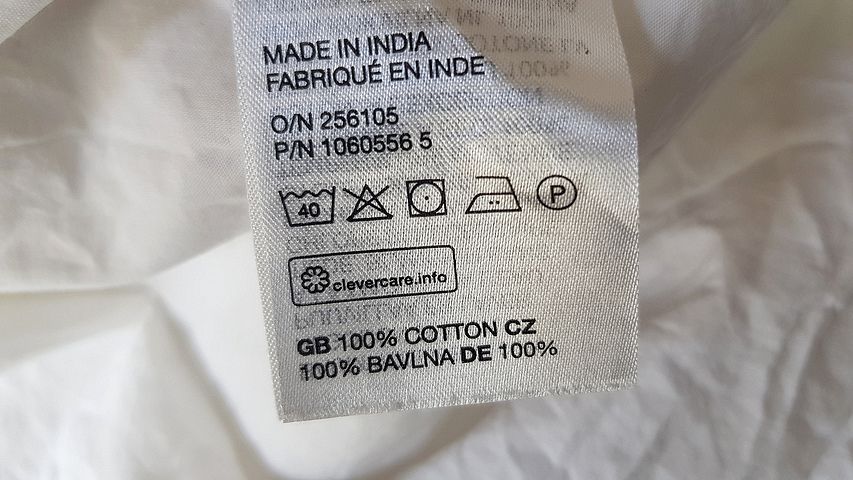 MADE IN INDIA
FABRIQUÉ EN INDE
O/N 256105
P/N 1060556 5
40
P
clevercare.info
GB 100% COTTON CZ
100% BAVLNA DE 100%